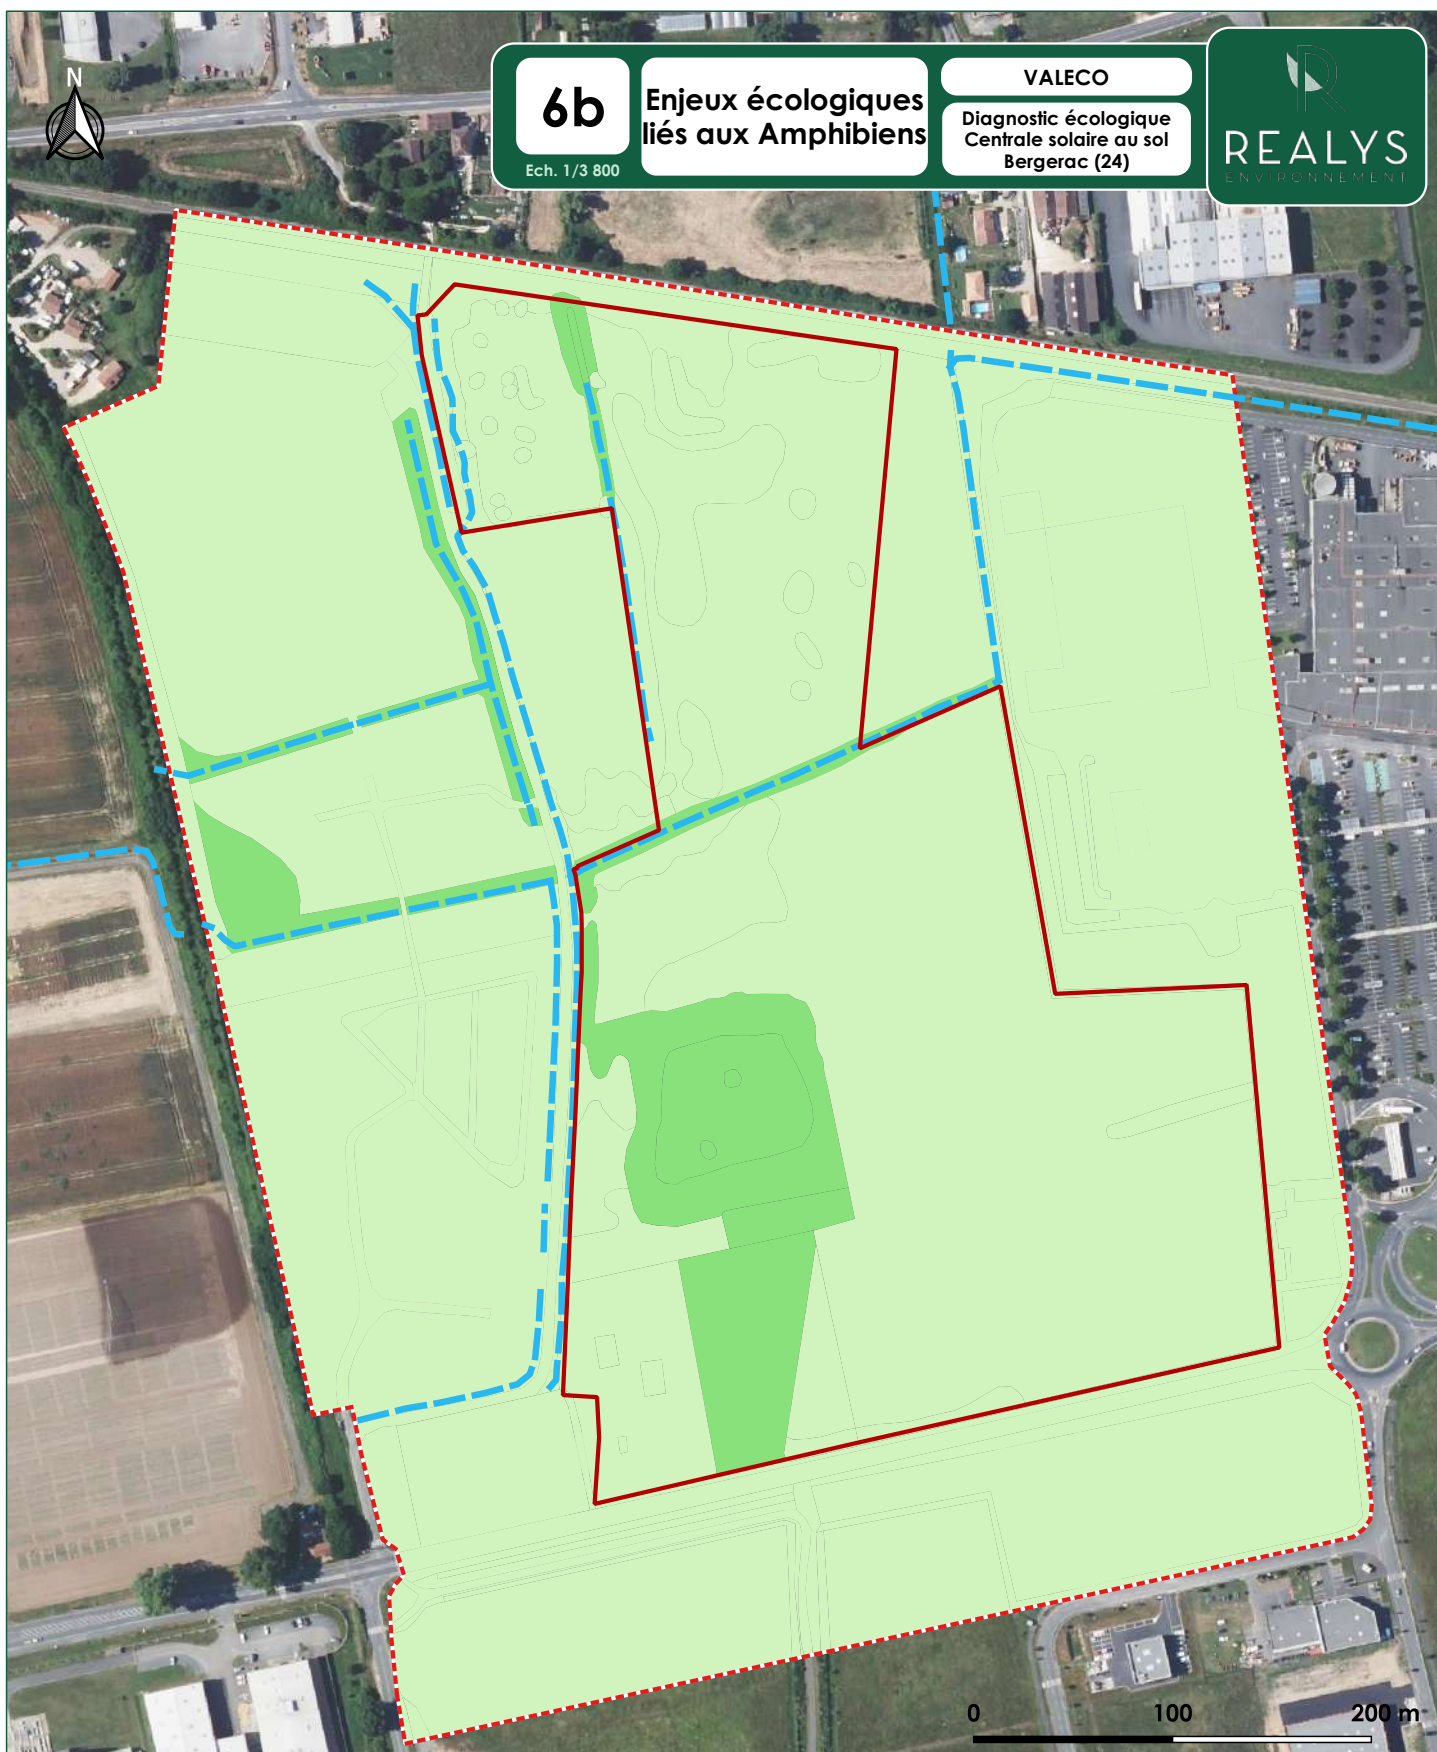 N
6b
Ech. 1/3 800
Enjeux écologiques
liés aux Amphibiens
VALECO
Diagnostic écologique
Centrale solaire au sol
Bergerac (24)
REALYS
ENVIRONNEMENT
0 100 200 m